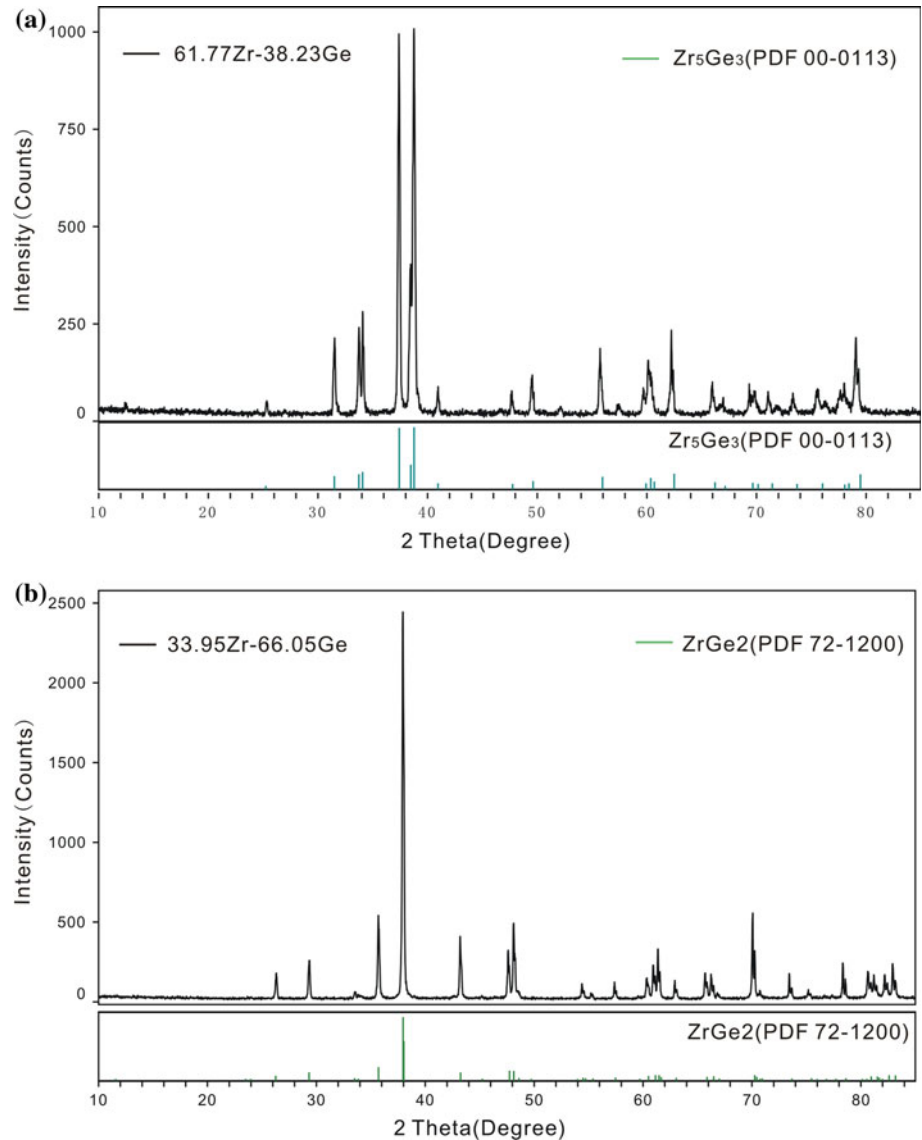 (a)
1000
750
500
250
0
Intensity (Counts)
61.77Zr-38.23Ge
Zr5Ge3(PDF 00-0113)
Zr5Ge3(PDF 00-0113)
10 20 30 40 50 60 70 80
2 Theta(Degree)
(b)
2500
2000
1500
1000
500
0
Intensity (Counts)
33.95Zr-66.05Ge
ZrGe2(PDF 72-1200)
ZrGe2(PDF 72-1200)
10 20 30 40 50 60 70 80
2 Theta(Degree)